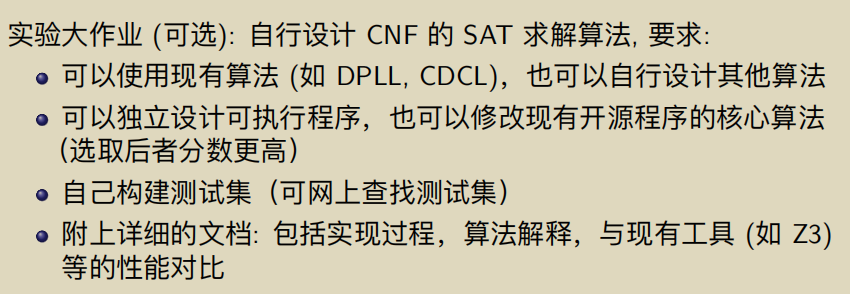 实验大作业 (可选): 自行设计 CNF 的 SAT 求解算法, 要求:
可以使用现有算法 (如 DPLL, CDCL)，也可以自行设计其他算法
可以独立设计可执行程序，也可以修改现有开源程序的核心算法
（选取后者分数更高）
自己构建测试集（可网上查找测试集）
附上详细的文档: 包括实现过程，算法解释，与现有工具 (如 Z3)
等的性能对比